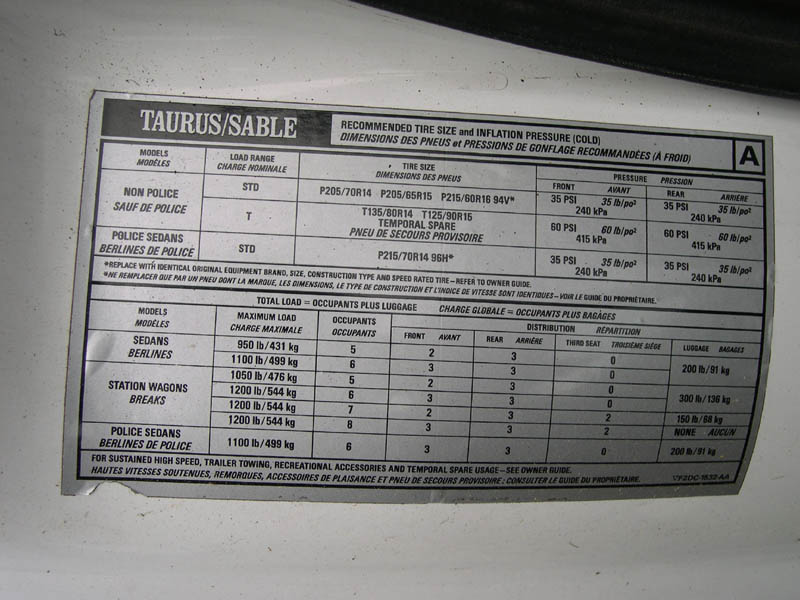 TAURUS/SABLE
RECOMMENDED TIRE SIZE and INFLATION PRESSURE (COLD)
DIMENSIONS DES PNEUS et PRESSIONS DE GONFLAGE RECOMMANDÉES (À FROID)
A
MODELS LOAD RANGE TIRE SIZE PRESSURE PRESSION
MODÈLES CHARGE NOMINALE DIMENSIONS DES PNEUS FRONT AVANT REAR ARRIÈRE
NON POLICE STD P205/70R14 P205/65R15 P215/60R16 94V* 35 PSI 35 lb/po² 35 PSI 35 lb/po²
SAUF DE POLICE 240 kPa 240 kPa
T T135/80R14 T125/90R15 60 PSI 60 lb/po² 60 PSI 60 lb/po²
TEMPORAL SPARE 415 kPa 415 kPa
PNEU DE SECOURS PROVISOIRE
POLICE SEDANS STD P215/70R14 96H* 35 PSI 35 lb/po² 35 PSI 35 lb/po²
BERLINES DE POLICE 240 kPa 240 kPa
*REPLACE WITH IDENTICAL ORIGINAL EQUIPMENT BRAND, SIZE, CONSTRUCTION TYPE AND SPEED RATED TIRE – REFER TO OWNER GUIDE.
*NE REMPLACER QUE PAR UN PNEU DONT LA MARQUE, LES DIMENSIONS, LE TYPE DE CONSTRUCTION ET L'INDICE DE VITESSE SONT IDENTIQUES – VOIR LE GUIDE DU PROPRIÉTAIRE.
TOTAL LOAD = OCCUPANTS PLUS LUGGAGE CHARGE GLOBALE = OCCUPANTS PLUS BAGAGES
MODELS MAXIMUM LOAD OCCUPANTS DISTRIBUTION RÉPARTITION
MODÈLES CHARGE MAXIMALE OCCUPANTS FRONT AVANT REAR ARRIÈRE THIRD SEAT TROISIÈME SIÈGE LUGGAGE BAGAGES
SEDANS 950 lb/431 kg 5 2 3 0 200 lb/91 kg
BERLINES 1100 lb/499 kg 6 3 3 0
STATION WAGONS 1050 lb/476 kg 5 2 3 0 300 lb/136 kg
BREAKS 1200 lb/544 kg 6 3 3 0
1200 lb/544 kg 7 2 3 2 150 lb/68 kg
1200 lb/544 kg 8 3 3 2 NONE AUCUN
POLICE SEDANS 1100 lb/499 kg 6 3 3 0 200 lb/91 kg
BERLINES DE POLICE
FOR SUSTAINED HIGH SPEED, TRAILER TOWING, RECREATIONAL ACCESSORIES AND TEMPORAL SPARE USAGE—SEE OWNER GUIDE.
HAUTES VITESSES SOUTENUES, REMORQUES, ACCESSOIRES DE PLAISANCE ET PNEU DE SECOURS PROVISOIRE ; CONSULTER LE GUIDE DU PROPRIÉTAIRE.